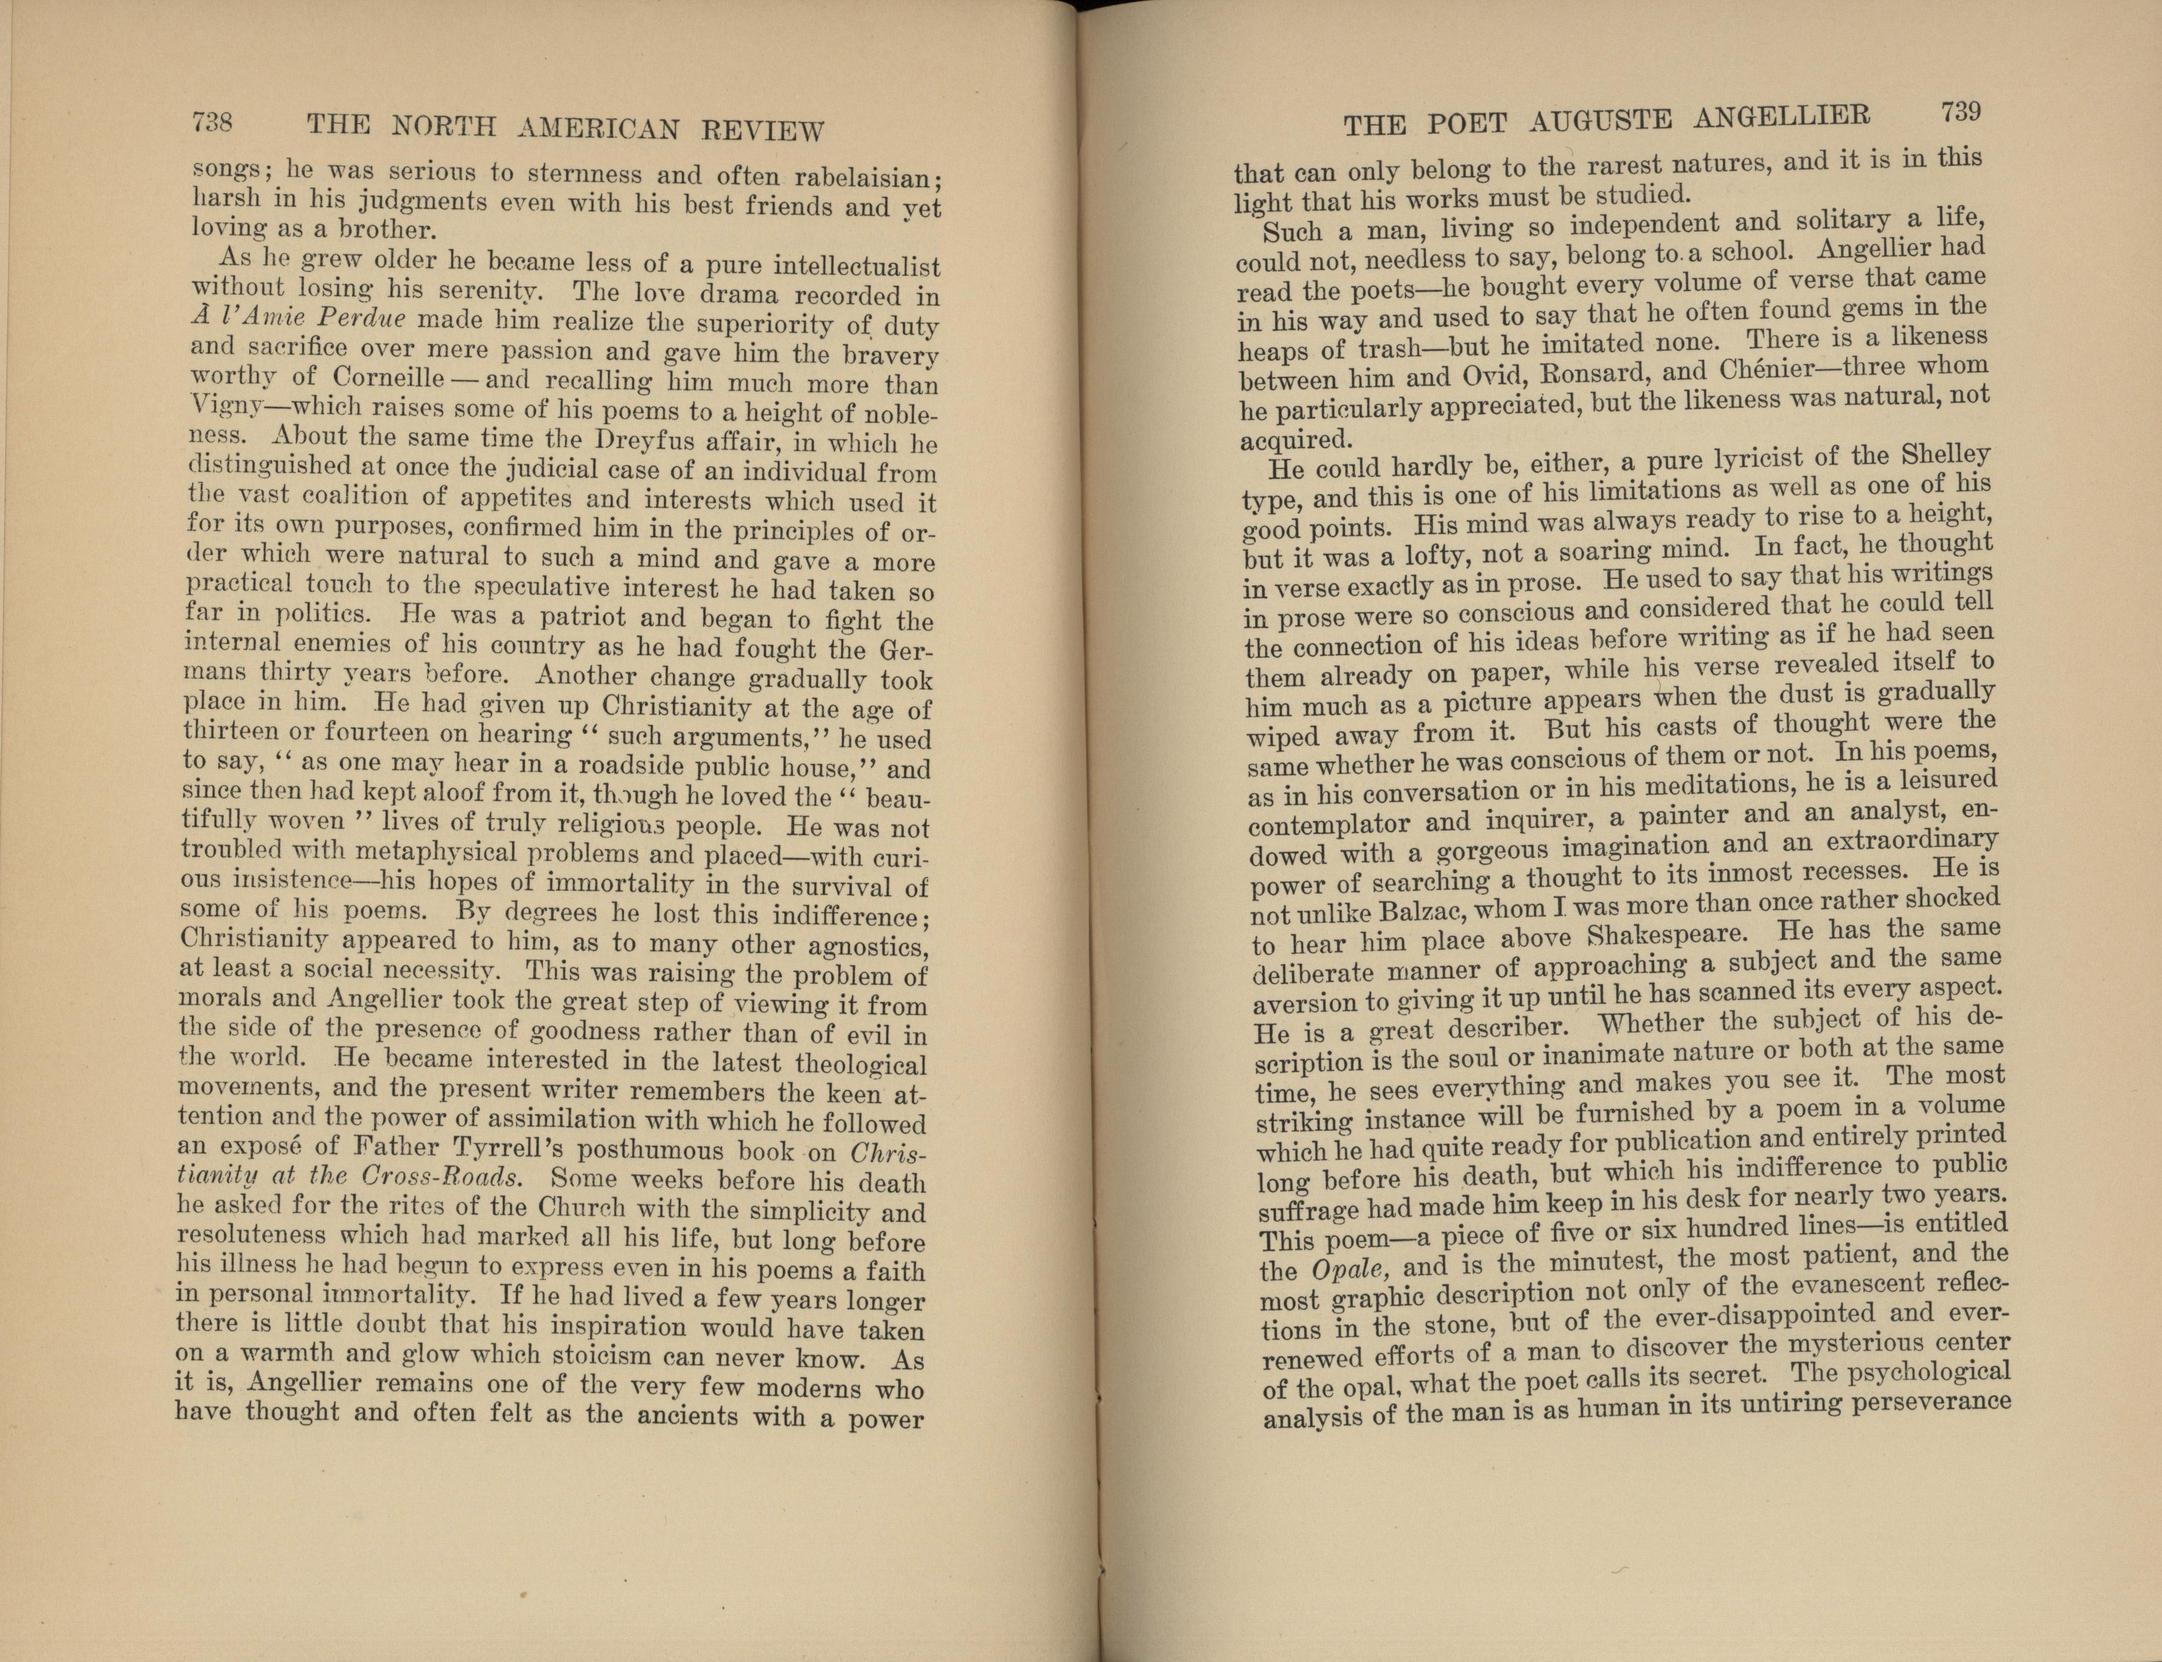 738 THE NORTH AMERICAN REVIEW
songs; he was serious to sternness and often rabelaisian;
harsh in his judgments even with his best friends and yet
loving as a brother.
As he grew older he became less of a pure intellectualist
without losing his serenity. The love drama recorded in
À l'Amie Perdue made him realize the superiority of duty
and sacrifice over mere passion and gave him the bravery
worthy of Corneille — and recalling him much more than
Vigny—which raises some of his poems to a height of noble-
ness. About the same time the Dreyfus affair, in which he
distinguished at once the judicial case of an individual from
the vast coalition of appetites and interests which used it
for its own purposes, confirmed him in the principles of or-
der which were natural to such a mind and gave a more
practical touch to the speculative interest he had taken so
far in politics. He was a patriot and began to fight the
internal enemies of his country as he had fought the Ger-
mans thirty years before. Another change gradually took
place in him. He had given up Christianity at the age of
thirteen or fourteen on hearing " such arguments," he used
to say, " as one may hear in a roadside public house," and
since then had kept aloof from it, though he loved the " beau-
tifully woven " lives of truly religious people. He was not
troubled with metaphysical problems and placed—with curi-
ous insistence—his hopes of immortality in the survival of
some of his poems. By degrees he lost this indifference;
Christianity appeared to him, as to many other agnostics,
at least a social necessity. This was raising the problem of
morals and Angellier took the great step of viewing it from
the side of the presence of goodness rather than of evil in
the world. He became interested in the latest theological
movements, and the present writer remembers the keen at-
tention and the power of assimilation with which he followed
an exposé of Father Tyrrell's posthumous book on Chris-
tianity at the Cross-Roads. Some weeks before his death
he asked for the rites of the Church with the simplicity and
resoluteness which had marked all his life, but long before
his illness he had begun to express even in his poems a faith
in personal immortality. If he had lived a few years longer
there is little doubt that his inspiration would have taken
on a warmth and glow which stoicism can never know. As
it is, Angellier remains one of the very few moderns who
have thought and often felt as the ancients with a power
THE POET AUGUSTE ANGELLIER 739
that can only belong to the rarest natures, and it is in this
light that his works must be studied.
Such a man, living so independent and solitary a life,
could not, needless to say, belong to a school. Angellier had
read the poets—he bought every volume of verse that came
in his way and used to say that he often found gems in the
heaps of trash—but he imitated none. There is a likeness
between him and Ovid, Ronsard, and Chénier—three whom
he particularly appreciated, but the likeness was natural, not
acquired.
He could hardly be, either, a pure lyricist of the Shelley
type, and this is one of his limitations as well as one of his
good points. His mind was always ready to rise to a height,
but it was a lofty, not a soaring mind. In fact, he thought
in verse exactly as in prose. He used to say that his writings
in prose were so conscious and considered that he could tell
the connection of his ideas before writing as if he had seen
them already on paper, while his verse revealed itself to
him much as a picture appears when the dust is gradually
wiped away from it. But his casts of thought were the
same whether he was conscious of them or not. In his poems,
as in his conversation or in his meditations, he is a leisured
contemplator and inquirer, a painter and an analyst, en-
dowed with a gorgeous imagination and an extraordinary
power of searching a thought to its inmost recesses. He is
not unlike Balzac, whom I was more than once rather shocked
to hear him place above Shakespeare. He has the same
deliberate manner of approaching a subject and the same
aversion to giving it up until he has scanned its every aspect.
He is a great describer. Whether the subject of his de-
scription is the soul or inanimate nature or both at the same
time, he sees everything and makes you see it. The most
striking instance will be furnished by a poem in a volume
which he had quite ready for publication and entirely printed
long before his death, but which his indifference to public
suffrage had made him keep in his desk for nearly two years.
This poem—a piece of five or six hundred lines—is entitled
the Opale, and is the minutest, the most patient, and the
most graphic description not only of the evanescent reflec-
tions in the stone, but of the ever-disappointed and ever-
renewed efforts of a man to discover the mysterious center
of the opal, what the poet calls its secret. The psychological
analysis of the man is as human in its untiring perseverance